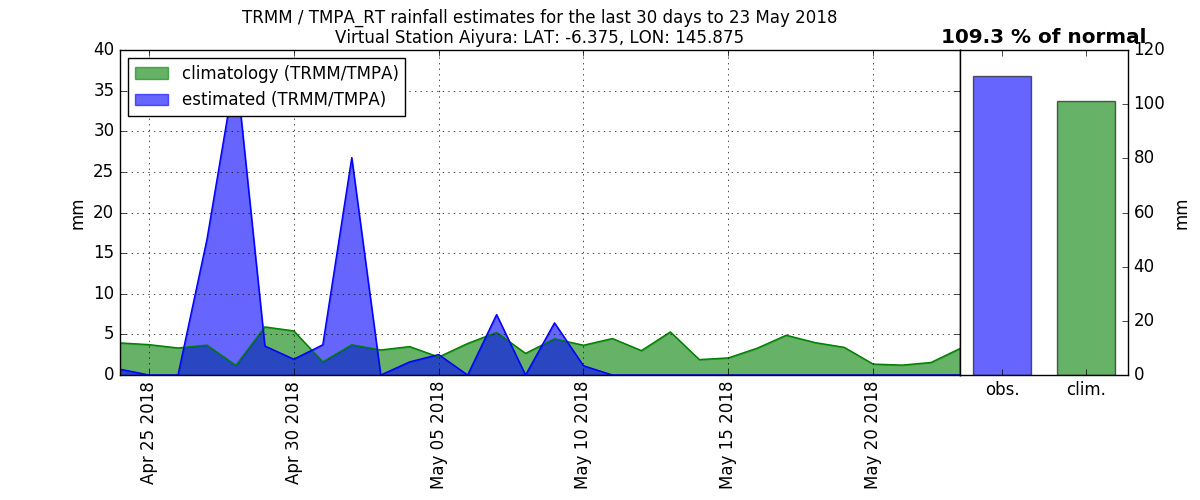 TRMM / TMPA_RT rainfall estimates for the last 30 days to 23 May 2018
Virtual Station Aiyura: LAT: -6.375, LON: 145.875
109.3 % of normal
climatology (TRMM/TMPA)
estimated (TRMM/TMPA)
40
35
30
25
20
15
10
5
0
mm
Apr 25 2018
Apr 30 2018
May 05 2018
May 10 2018
May 15 2018
May 20 2018
120
100
80
60
40
20
0
mm
obs.
clim.